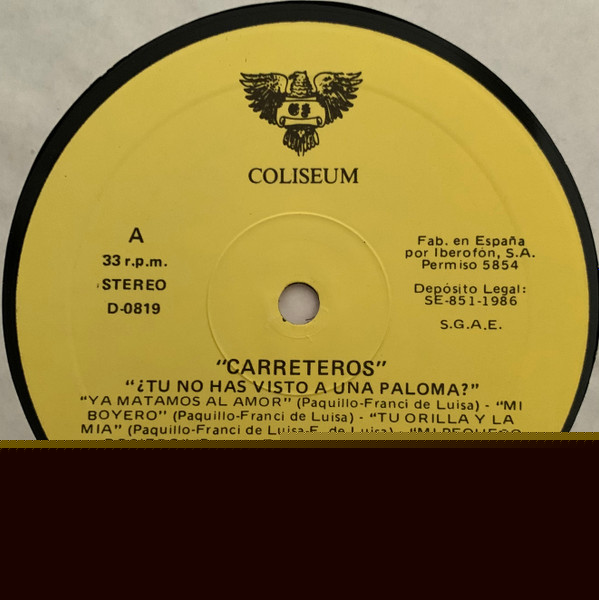 COLISEUM
A
33 r.p.m.
STEREO
D-0819
Fab. en España
por Iberofón, S.A.
Permiso 5854
Depósito Legal:
SE-851-1986
S.G.A.E.
"CARRETEROS"
"¿TU NO HAS VISTO A UNA PALOMA?"
"YA MATAMOS AL AMOR" (Paquillo-Franci de Luisa) - "MI
BOYERO" (Paquillo-Franci de Luisa) - "TU ORILLA Y LA
MIA" (Paquillo-Franci de Luisa-F. de Luisa) - "MI PEQUEÑO